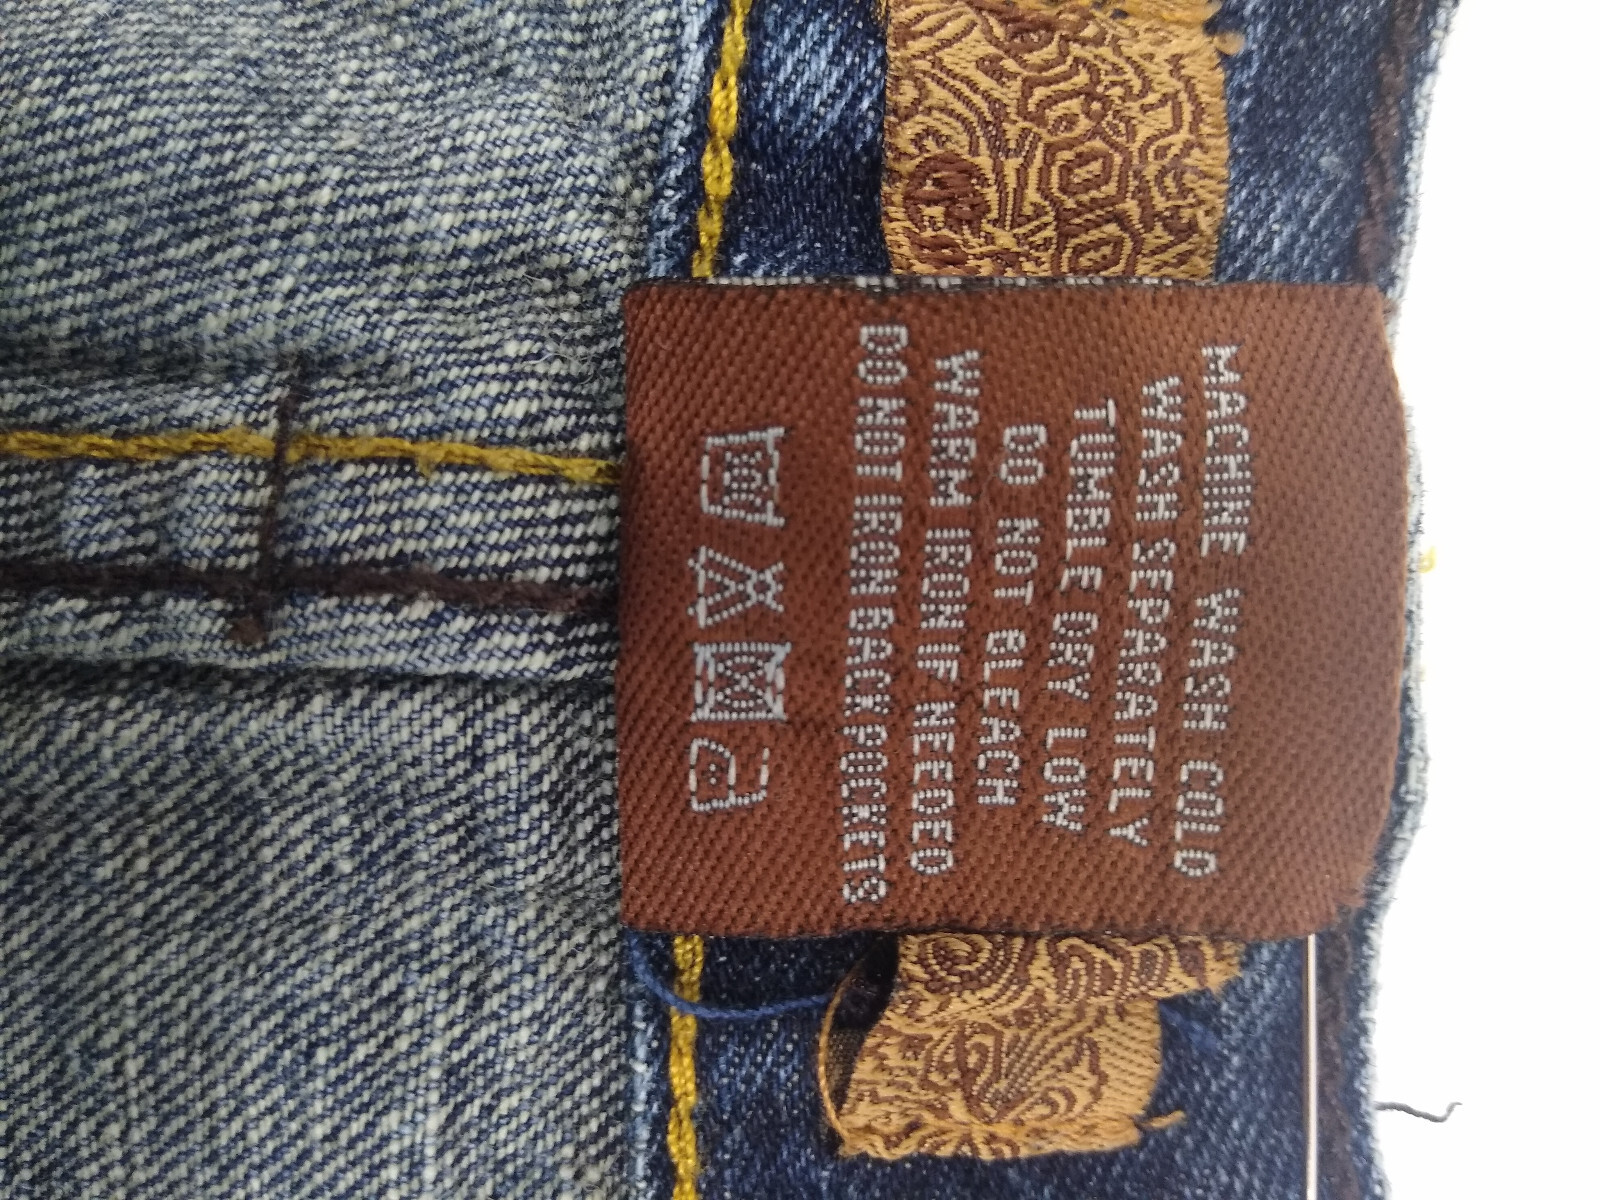 MACHINE WASH COLD
WASH SEPARATELY
TUMBLE DRY LOW
DO NOT BLEACH
WARM IRON IF NEEDED
DO NOT IRON BACK POCKETS